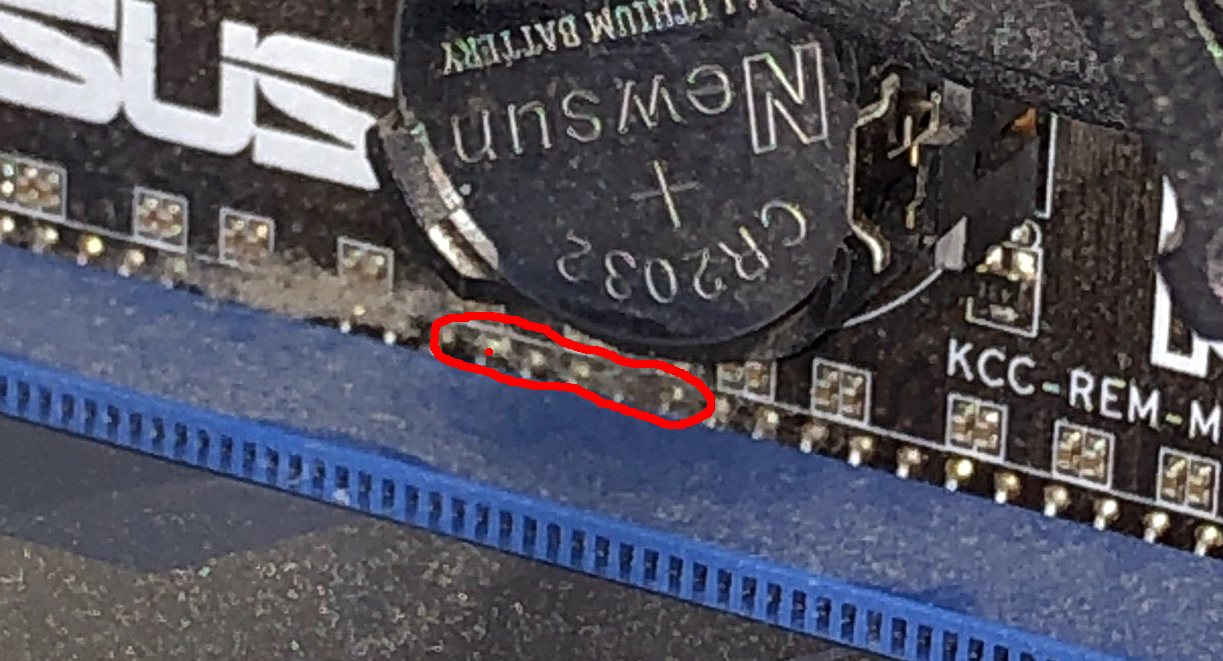 SUS
LITHIUM BATTERY
Newsun
N
+
CR2032
KCC-REM-M